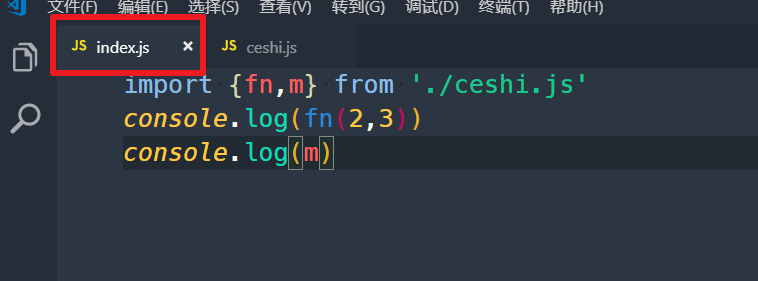 文件(F) 编辑(E) 选择(S) 查看(V) 转到(G) 调试(D) 终端(T) 帮助(H)
JS index.js × JS ceshi.js
import {fn,m} from './ceshi.js'
console.log(fn(2,3))
console.log(m)